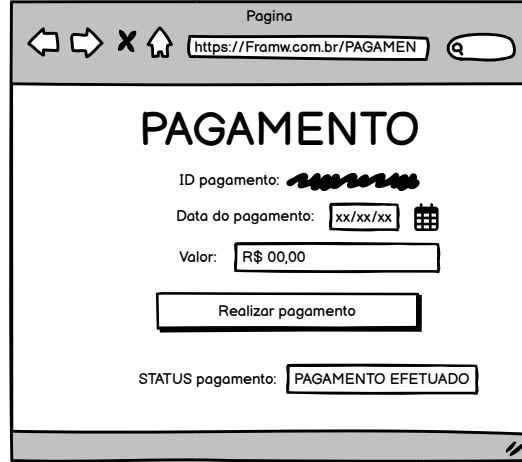 Pagina
https://Framw.com.br/PAGAMEN
PAGAMENTO
ID pagamento:
Data do pagamento: xx/xx/xx
Valor: R$ 00,00
Realizar pagamento
STATUS pagamento: PAGAMENTO EFETUADO